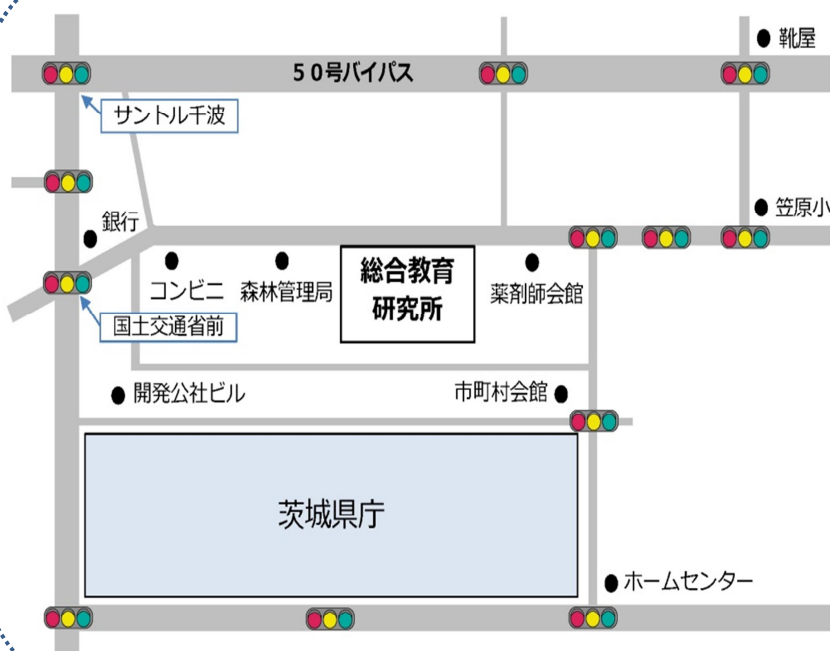 靴屋
５０号バイパス
サントル千波
笠原小
銀行
コンビニ
森林管理局
総合教育
研究所
薬剤師会館
国土交通省前
開発公社ビル
市町村会館
茨城県庁
ホームセンター